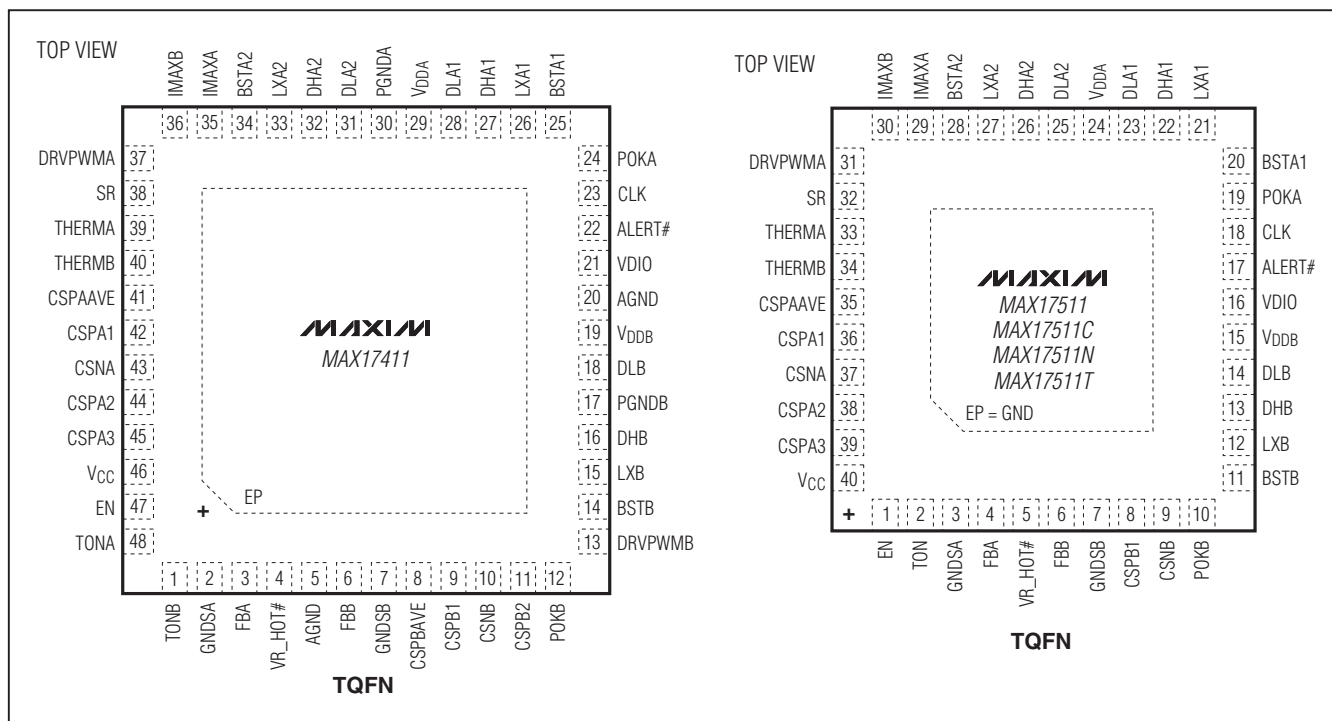 TOP VIEW
IMAXB
IMAXA
BSTA2
LXA2
DHA2
DLA2
PGNDA
VDDA
DLA1
DHA1
LXA1
BSTA1
36 35 34 33 32 31 30 29 28 27 26 25
DRVPWMA 37
SR 38
THERMA 39
THERMB 40
CSPAAVE 41
CSPA1 42
CSNA 43
CSPA2 44
CSPA3 45
VCC 46
EN 47
TONA 48
24 POKA
23 CLK
22 ALERT#
21 VDIO
20 AGND
19 VDDB
18 DLB
17 PGNDB
16 DHB
15 LXB
14 BSTB
13 DRVPWMB
MAXIM
MAX17411
EP
+
1 2 3 4 5 6 7 8 9 10 11 12
TONB
GNDSA
FBA
VR_HOT#
AGND
FBB
GNDSB
CSPBAVE
CSPB1
CSNB
CSPB2
POKB
TQFN
TOP VIEW
IMAXB
IMAXA
BSTA2
LXA2
DHA2
DLA2
VDDA
DLA1
DHA1
LXA1
30 29 28 27 26 25 24 23 22 21
DRVPWMA 31
SR 32
THERMA 33
THERMB 34
CSPAAVE 35
CSPA1 36
CSNA 37
CSPA2 38
CSPA3 39
VCC 40
20 BSTA1
19 POKA
18 CLK
17 ALERT#
16 VDIO
15 VDDB
14 DLB
13 DHB
12 LXB
11 BSTB
MAXIM
MAX17511
MAX17511C
MAX17511N
MAX17511T
EP = GND
+
1 2 3 4 5 6 7 8 9 10
EN
TON
GNDSA
FBA
VR_HOT#
FBB
GNDSB
CSPB1
CSNB
POKB
TQFN